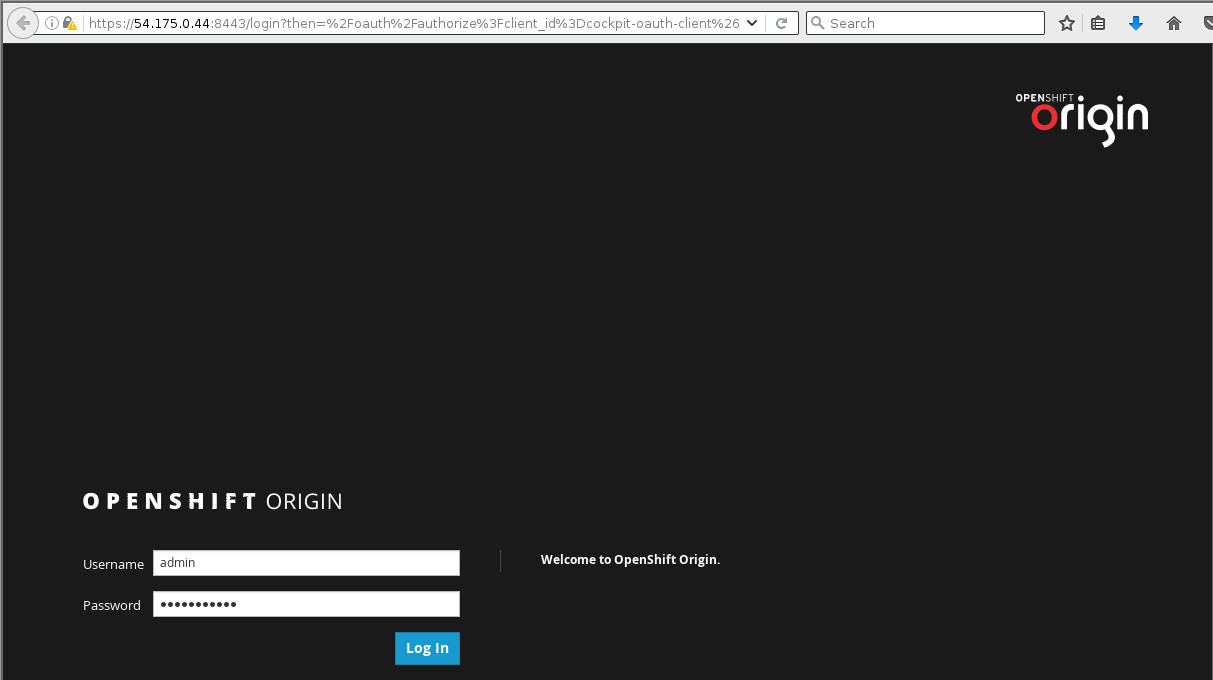 https://54.175.0.44:8443/login?then=%2Foauth%2Fauthorize%3Fclient_id%3Dcockpit-oauth-client%26
Search
OPENSHIFT
origin
OPENSHIFT ORIGIN
Username admin
Welcome to OpenShift Origin.
Password •••••••••••
Log In